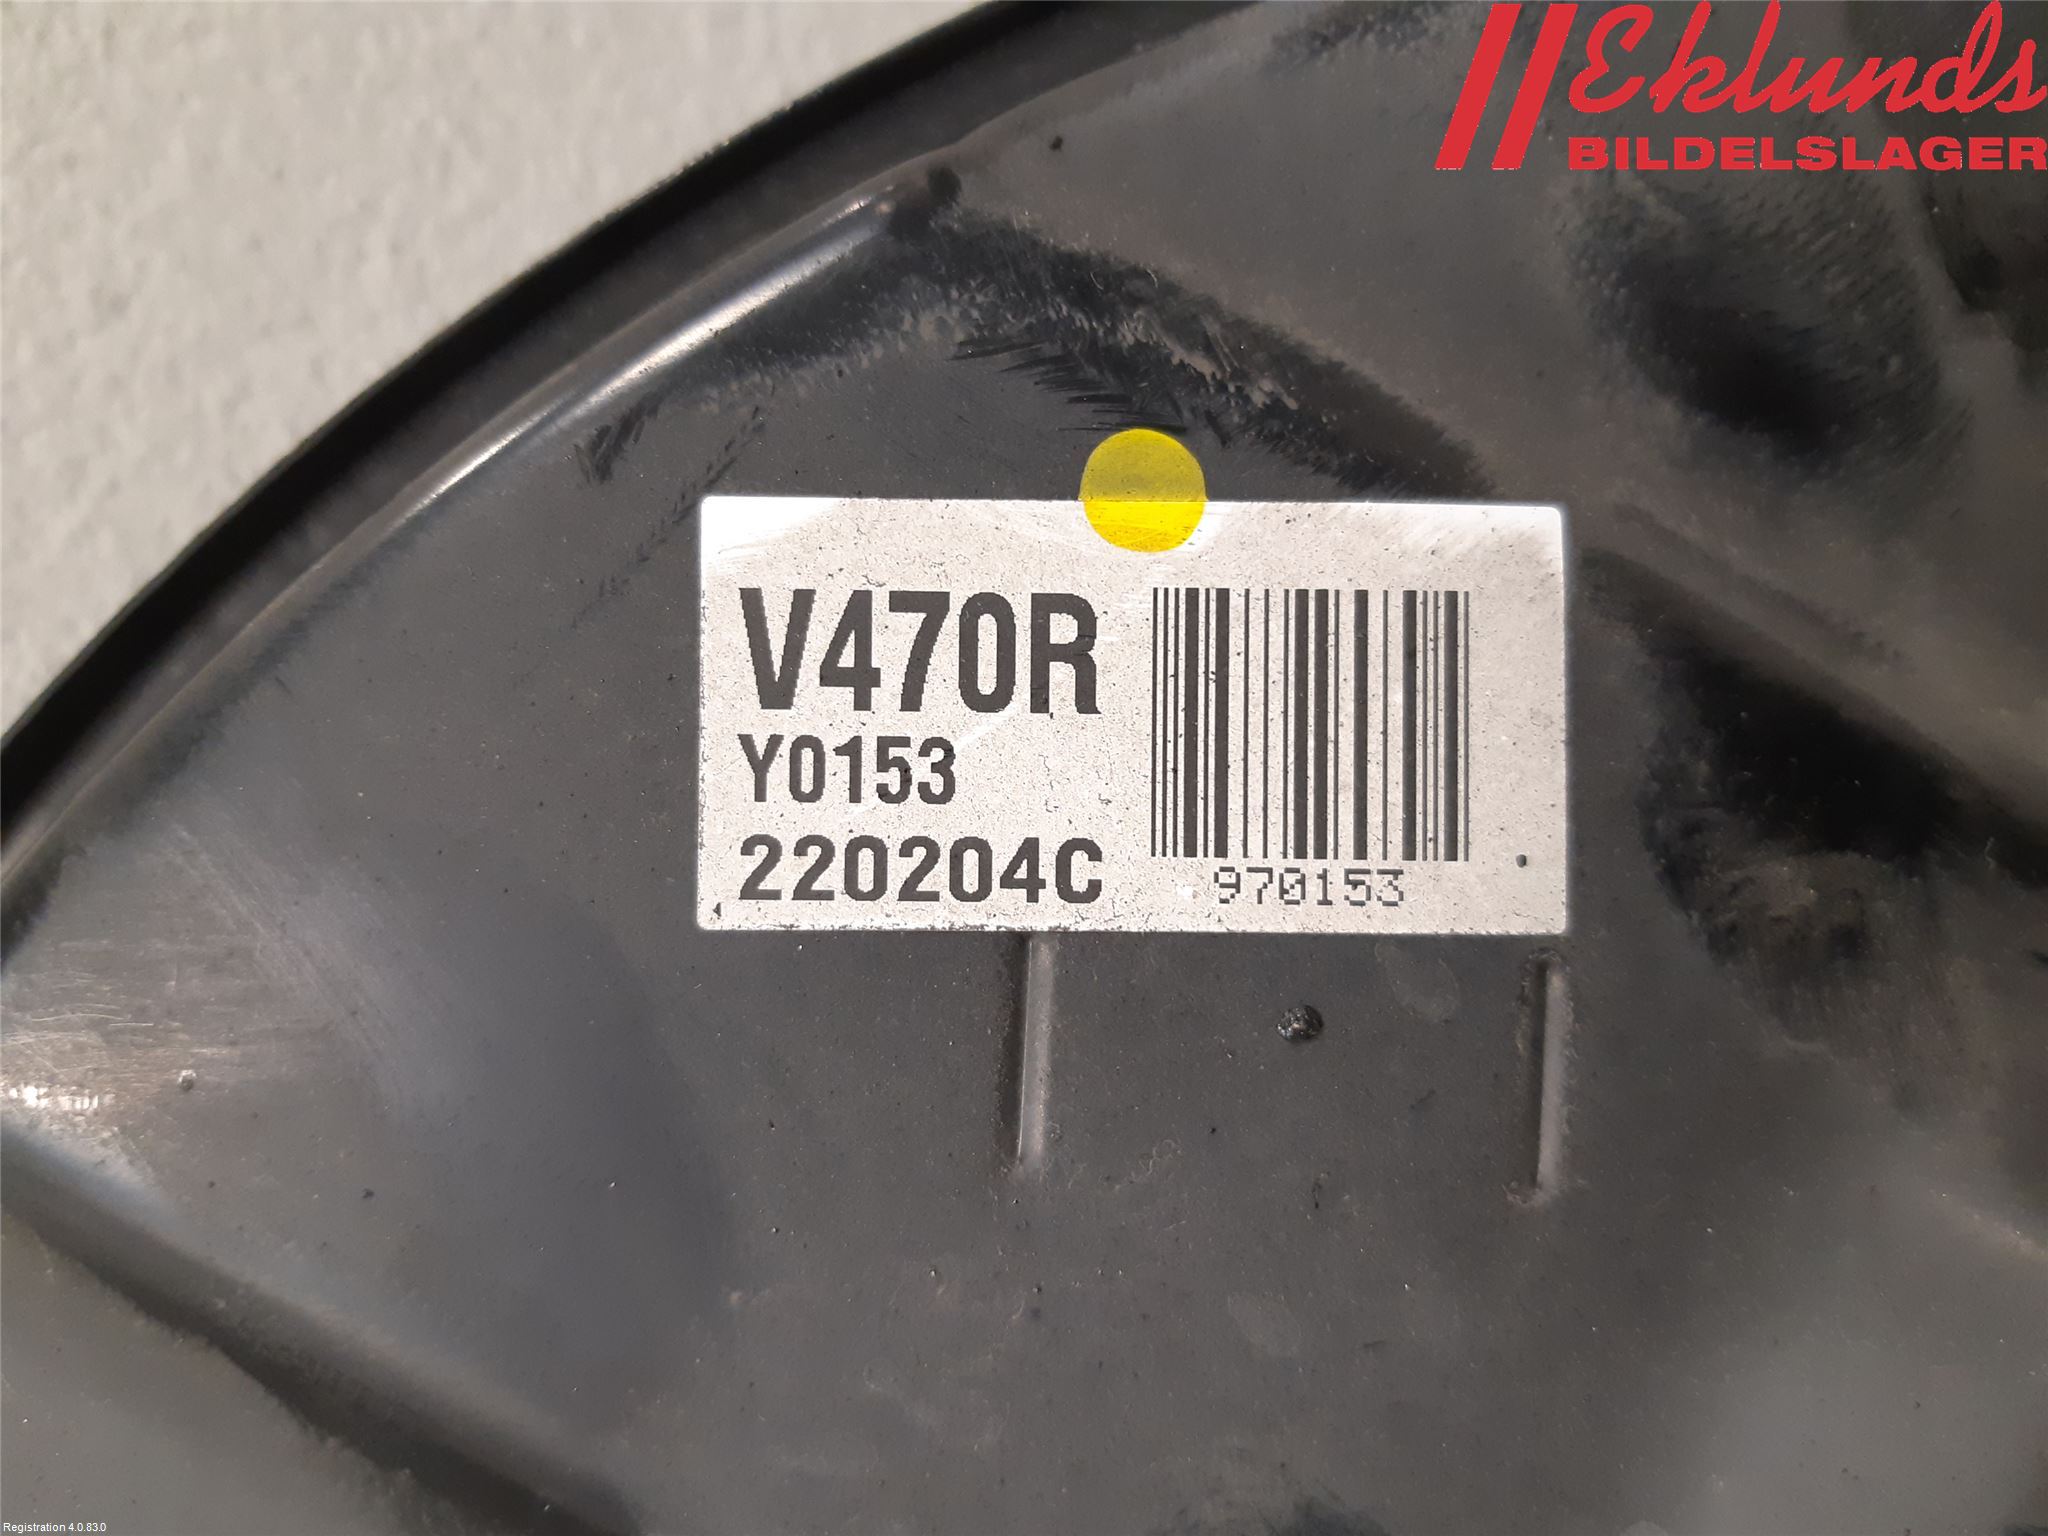 Eklunds
BILDELSLAGER
V470R
Y0153
220204C
970153
Registration 4.0.83.0